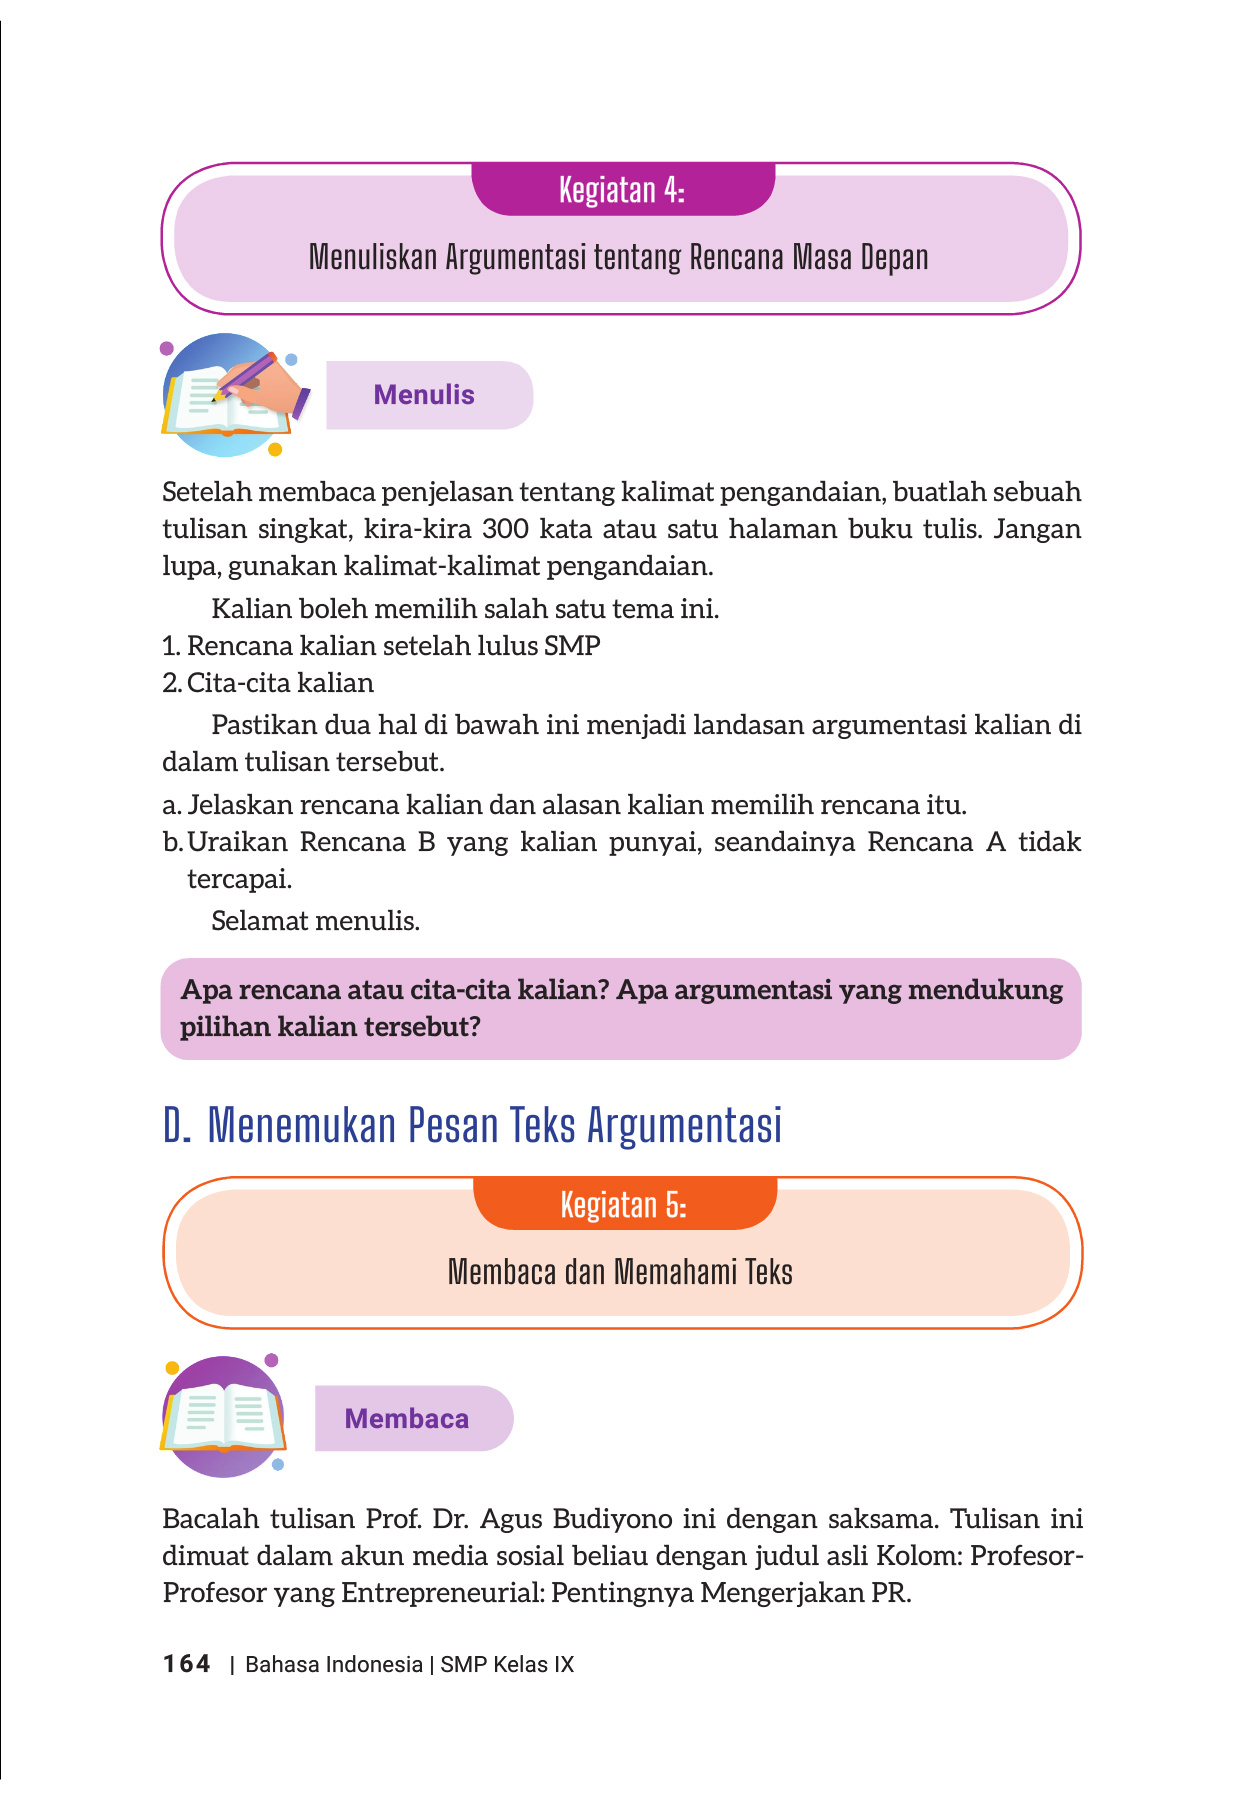 Kegiatan 4:
Menuliskan Argumentasi tentang Rencana Masa Depan
Menulis
Setelah membaca penjelasan tentang kalimat pengandaian, buatlah sebuah
tulisan singkat, kira-kira 300 kata atau satu halaman buku tulis. Jangan
lupa, gunakan kalimat-kalimat pengandaian.
Kalian boleh memilih salah satu tema ini.
1. Rencana kalian setelah lulus SMP
2. Cita-cita kalian
Pastikan dua hal di bawah ini menjadi landasan argumentasi kalian di
dalam tulisan tersebut.
a. Jelaskan rencana kalian dan alasan kalian memilih rencana itu.
b. Uraikan Rencana B yang kalian punyai, seandainya Rencana A tidak
tercapai.
Selamat menulis.
Apa rencana atau cita-cita kalian? Apa argumentasi yang mendukung
pilihan kalian tersebut?
D. Menemukan Pesan Teks Argumentasi
Kegiatan 5:
Membaca dan Memahami Teks
Membaca
Bacalah tulisan Prof. Dr. Agus Budiyono ini dengan saksama. Tulisan ini
dimuat dalam akun media sosial beliau dengan judul asli Kolom: Profesor-
Profesor yang Entrepreneurial: Pentingnya Mengerjakan PR.
164 | Bahasa Indonesia | SMP Kelas IX